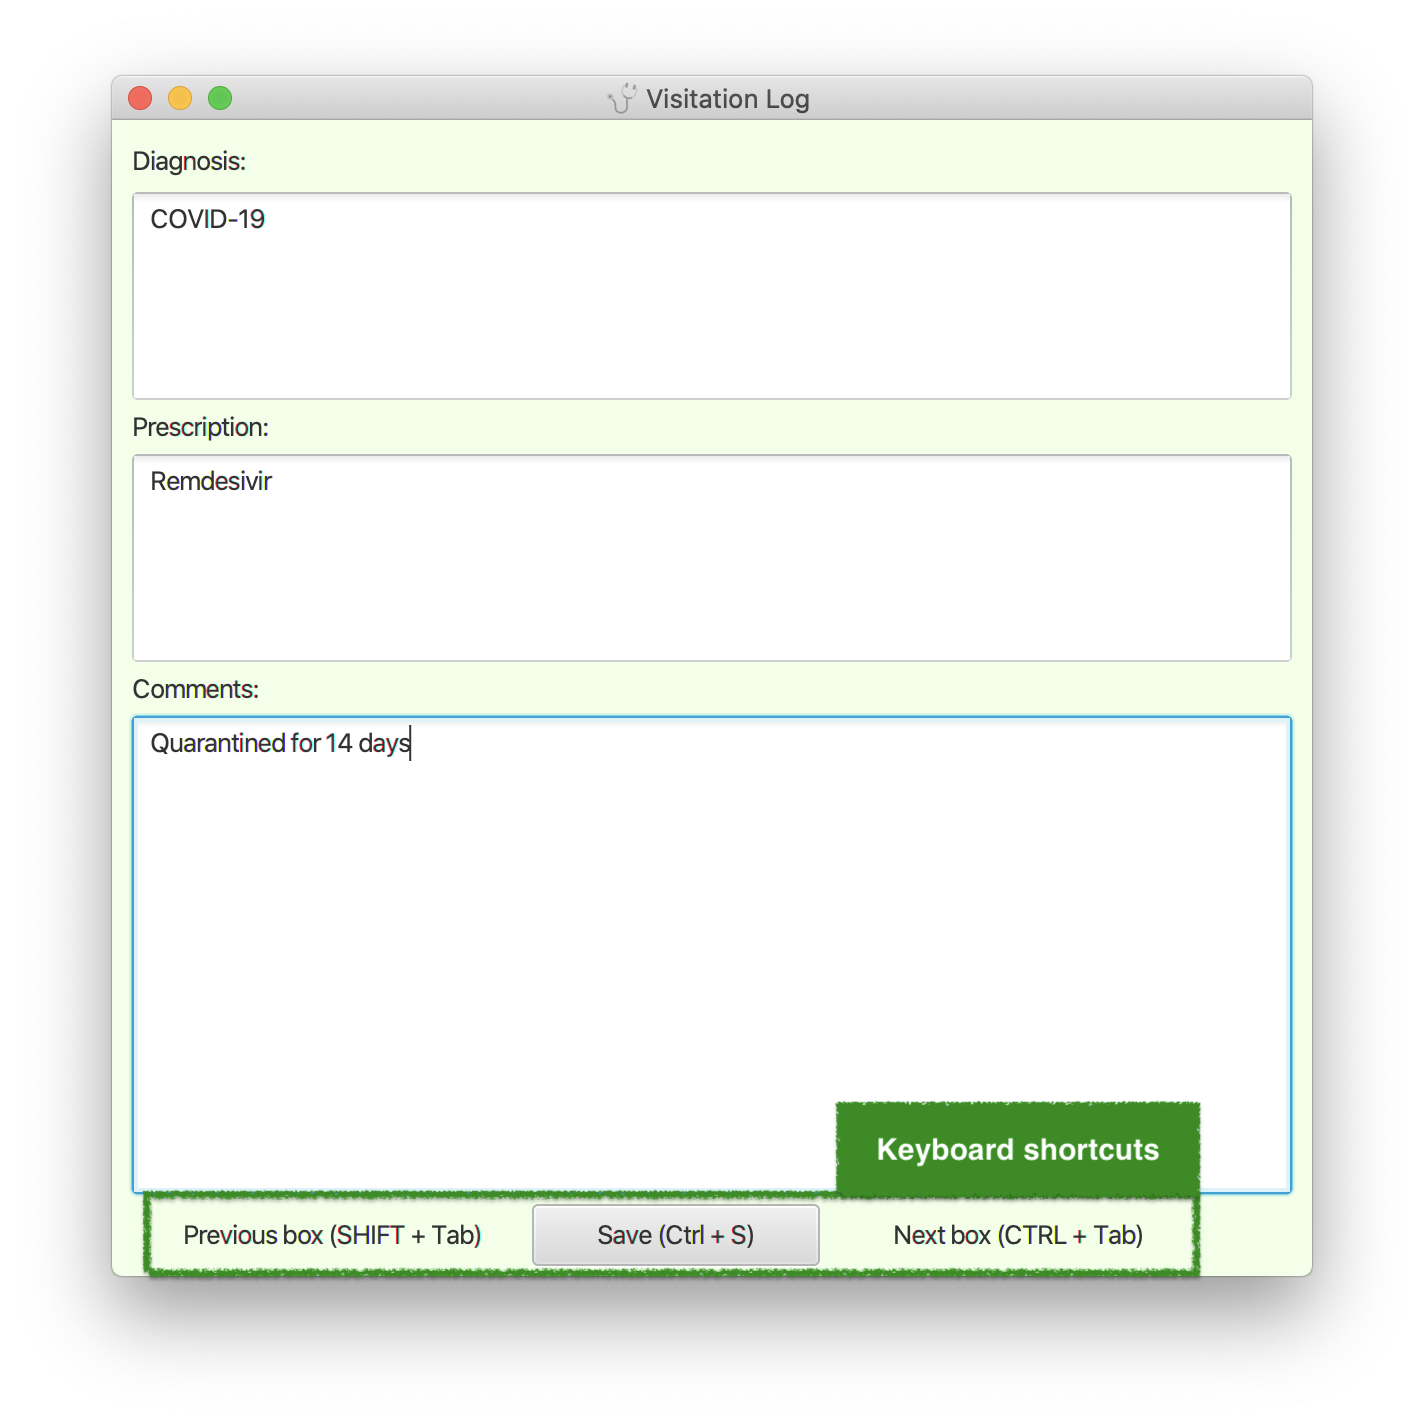 Visitation Log
Diagnosis:
COVID-19
Prescription:
Remdesivir
Comments:
Quarantined for 14 days
Keyboard shortcuts
Previous box (SHIFT + Tab)
Save (Ctrl + S)
Next box (CTRL + Tab)